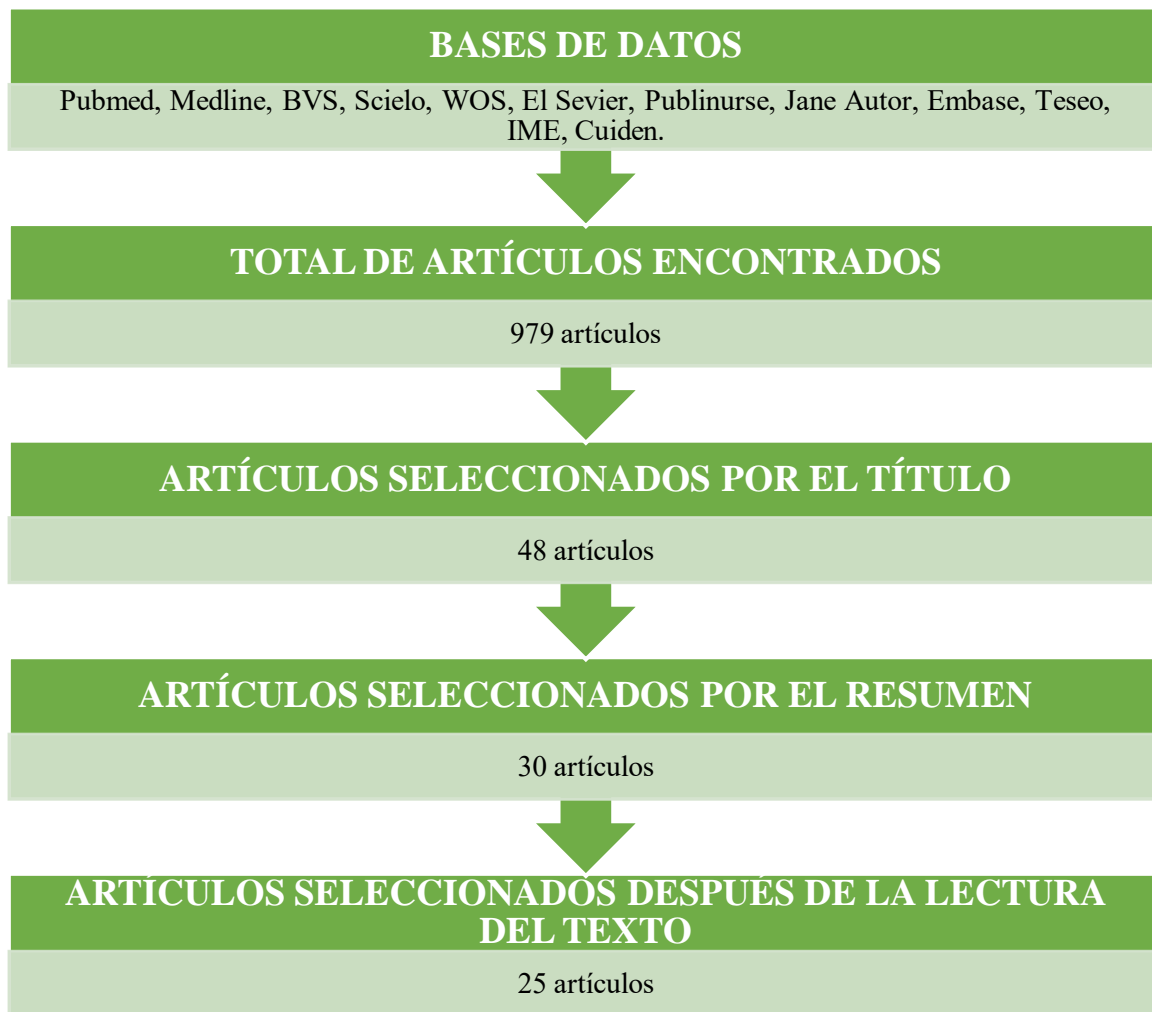 BASES DE DATOS
Pubmed, Medline, BVS, Scielo, WOS, El Sevier, Publinurse, Jane Autor, Embase, Teseo,
IME, Cuiden.
TOTAL DE ARTÍCULOS ENCONTRADOS
979 artículos
ARTÍCULOS SELECCIONADOS POR EL TÍTULO
48 artículos
ARTÍCULOS SELECCIONADOS POR EL RESUMEN
30 artículos
ARTÍCULOS SELECCIONADOS DESPUÉS DE LA LECTURA
DEL TEXTO
25 artículos